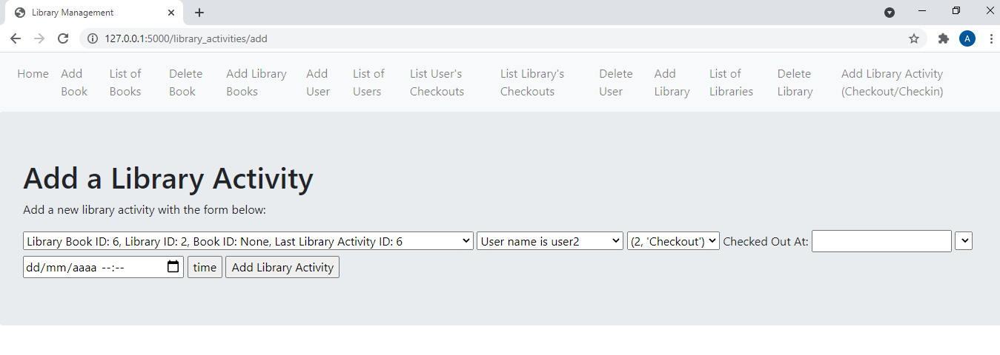 Library Management
127.0.0.1:5000/library_activities/add
A
Home Add Book List of Books Delete Book Add Library Books Add User List of Users List User's Checkouts List Library's Checkouts Delete User Add Library List of Libraries Delete Library Add Library Activity (Checkout/Checkin)
Add a Library Activity
Add a new library activity with the form below:
Library Book ID: 6, Library ID: 2, Book ID: None, Last Library Activity ID: 6 User name is user2 (2, 'Checkout') Checked Out At:
dd/mm/aaaa --:-- time Add Library Activity